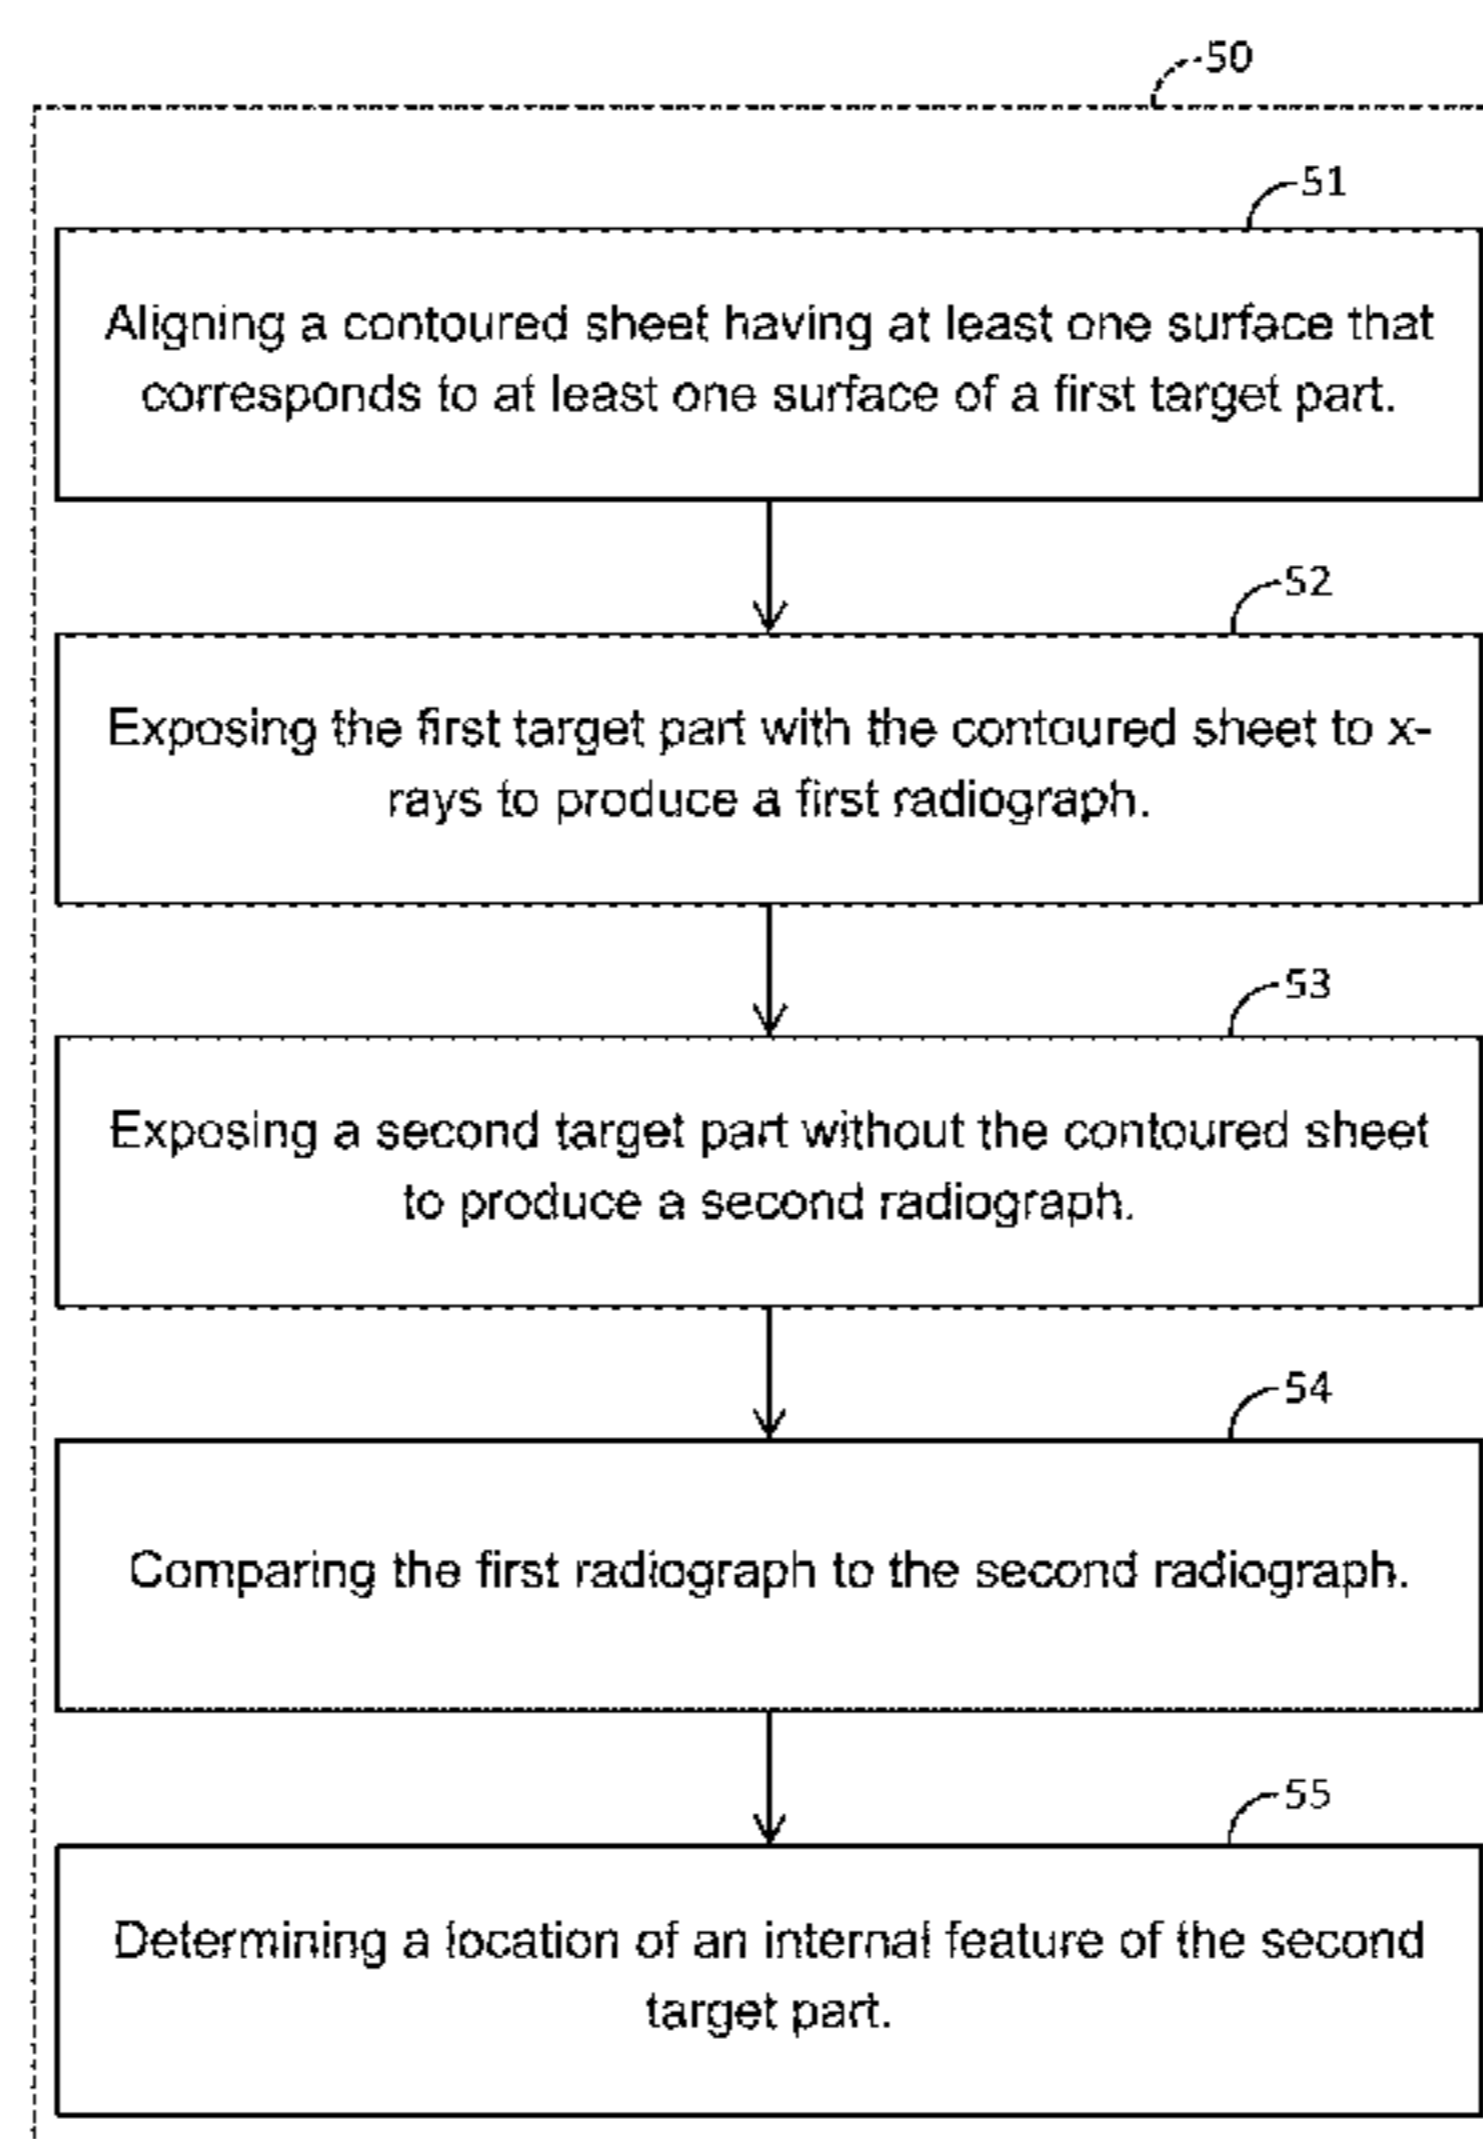 50
51
Aligning a contoured sheet having at least one surface that
corresponds to at least one surface of a first target part.
52
Exposing the first target part with the contoured sheet to x-
rays to produce a first radiograph.
53
Exposing a second target part without the contoured sheet
to produce a second radiograph.
54
Comparing the first radiograph to the second radiograph.
55
Determining a location of an internal feature of the second
target part.